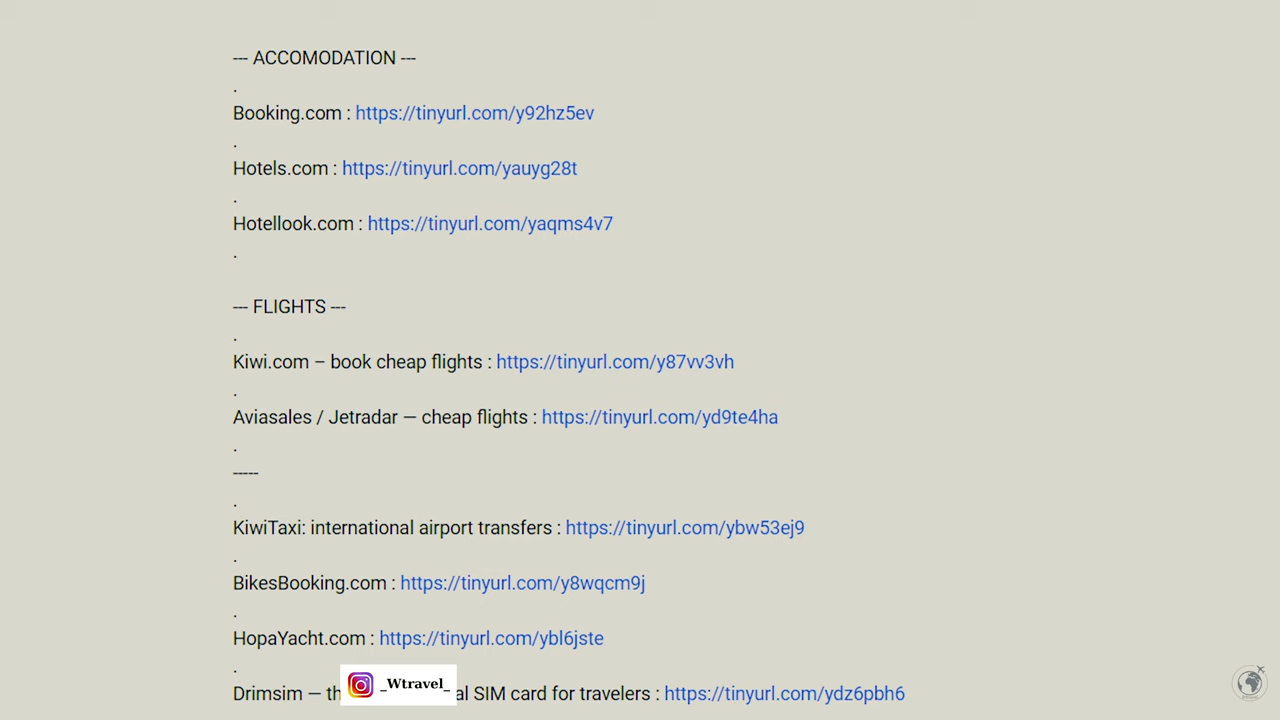 --- ACCOMODATION ---
.
Booking.com : https://tinyurl.com/y92hz5ev
.
Hotels.com : https://tinyurl.com/yauyg28t
.
Hotellook.com : https://tinyurl.com/yaqms4v7
.
--- FLIGHTS ---
.
Kiwi.com – book cheap flights : https://tinyurl.com/y87vv3vh
.
Aviasales / Jetradar — cheap flights : https://tinyurl.com/yd9te4ha
.
-----
.
KiwiTaxi: international airport transfers : https://tinyurl.com/ybw53ej9
.
BikesBooking.com : https://tinyurl.com/y8wqcm9j
.
HopaYacht.com : https://tinyurl.com/ybl6jste
.
Drimsim — th al SIM card for travelers : https://tinyurl.com/ydz6pbh6
_Wtravel_